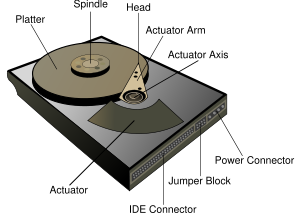 Spindle
Head
Platter
Actuator Arm
Actuator Axis
Power Connector
Jumper Block
Actuator
IDE Connector